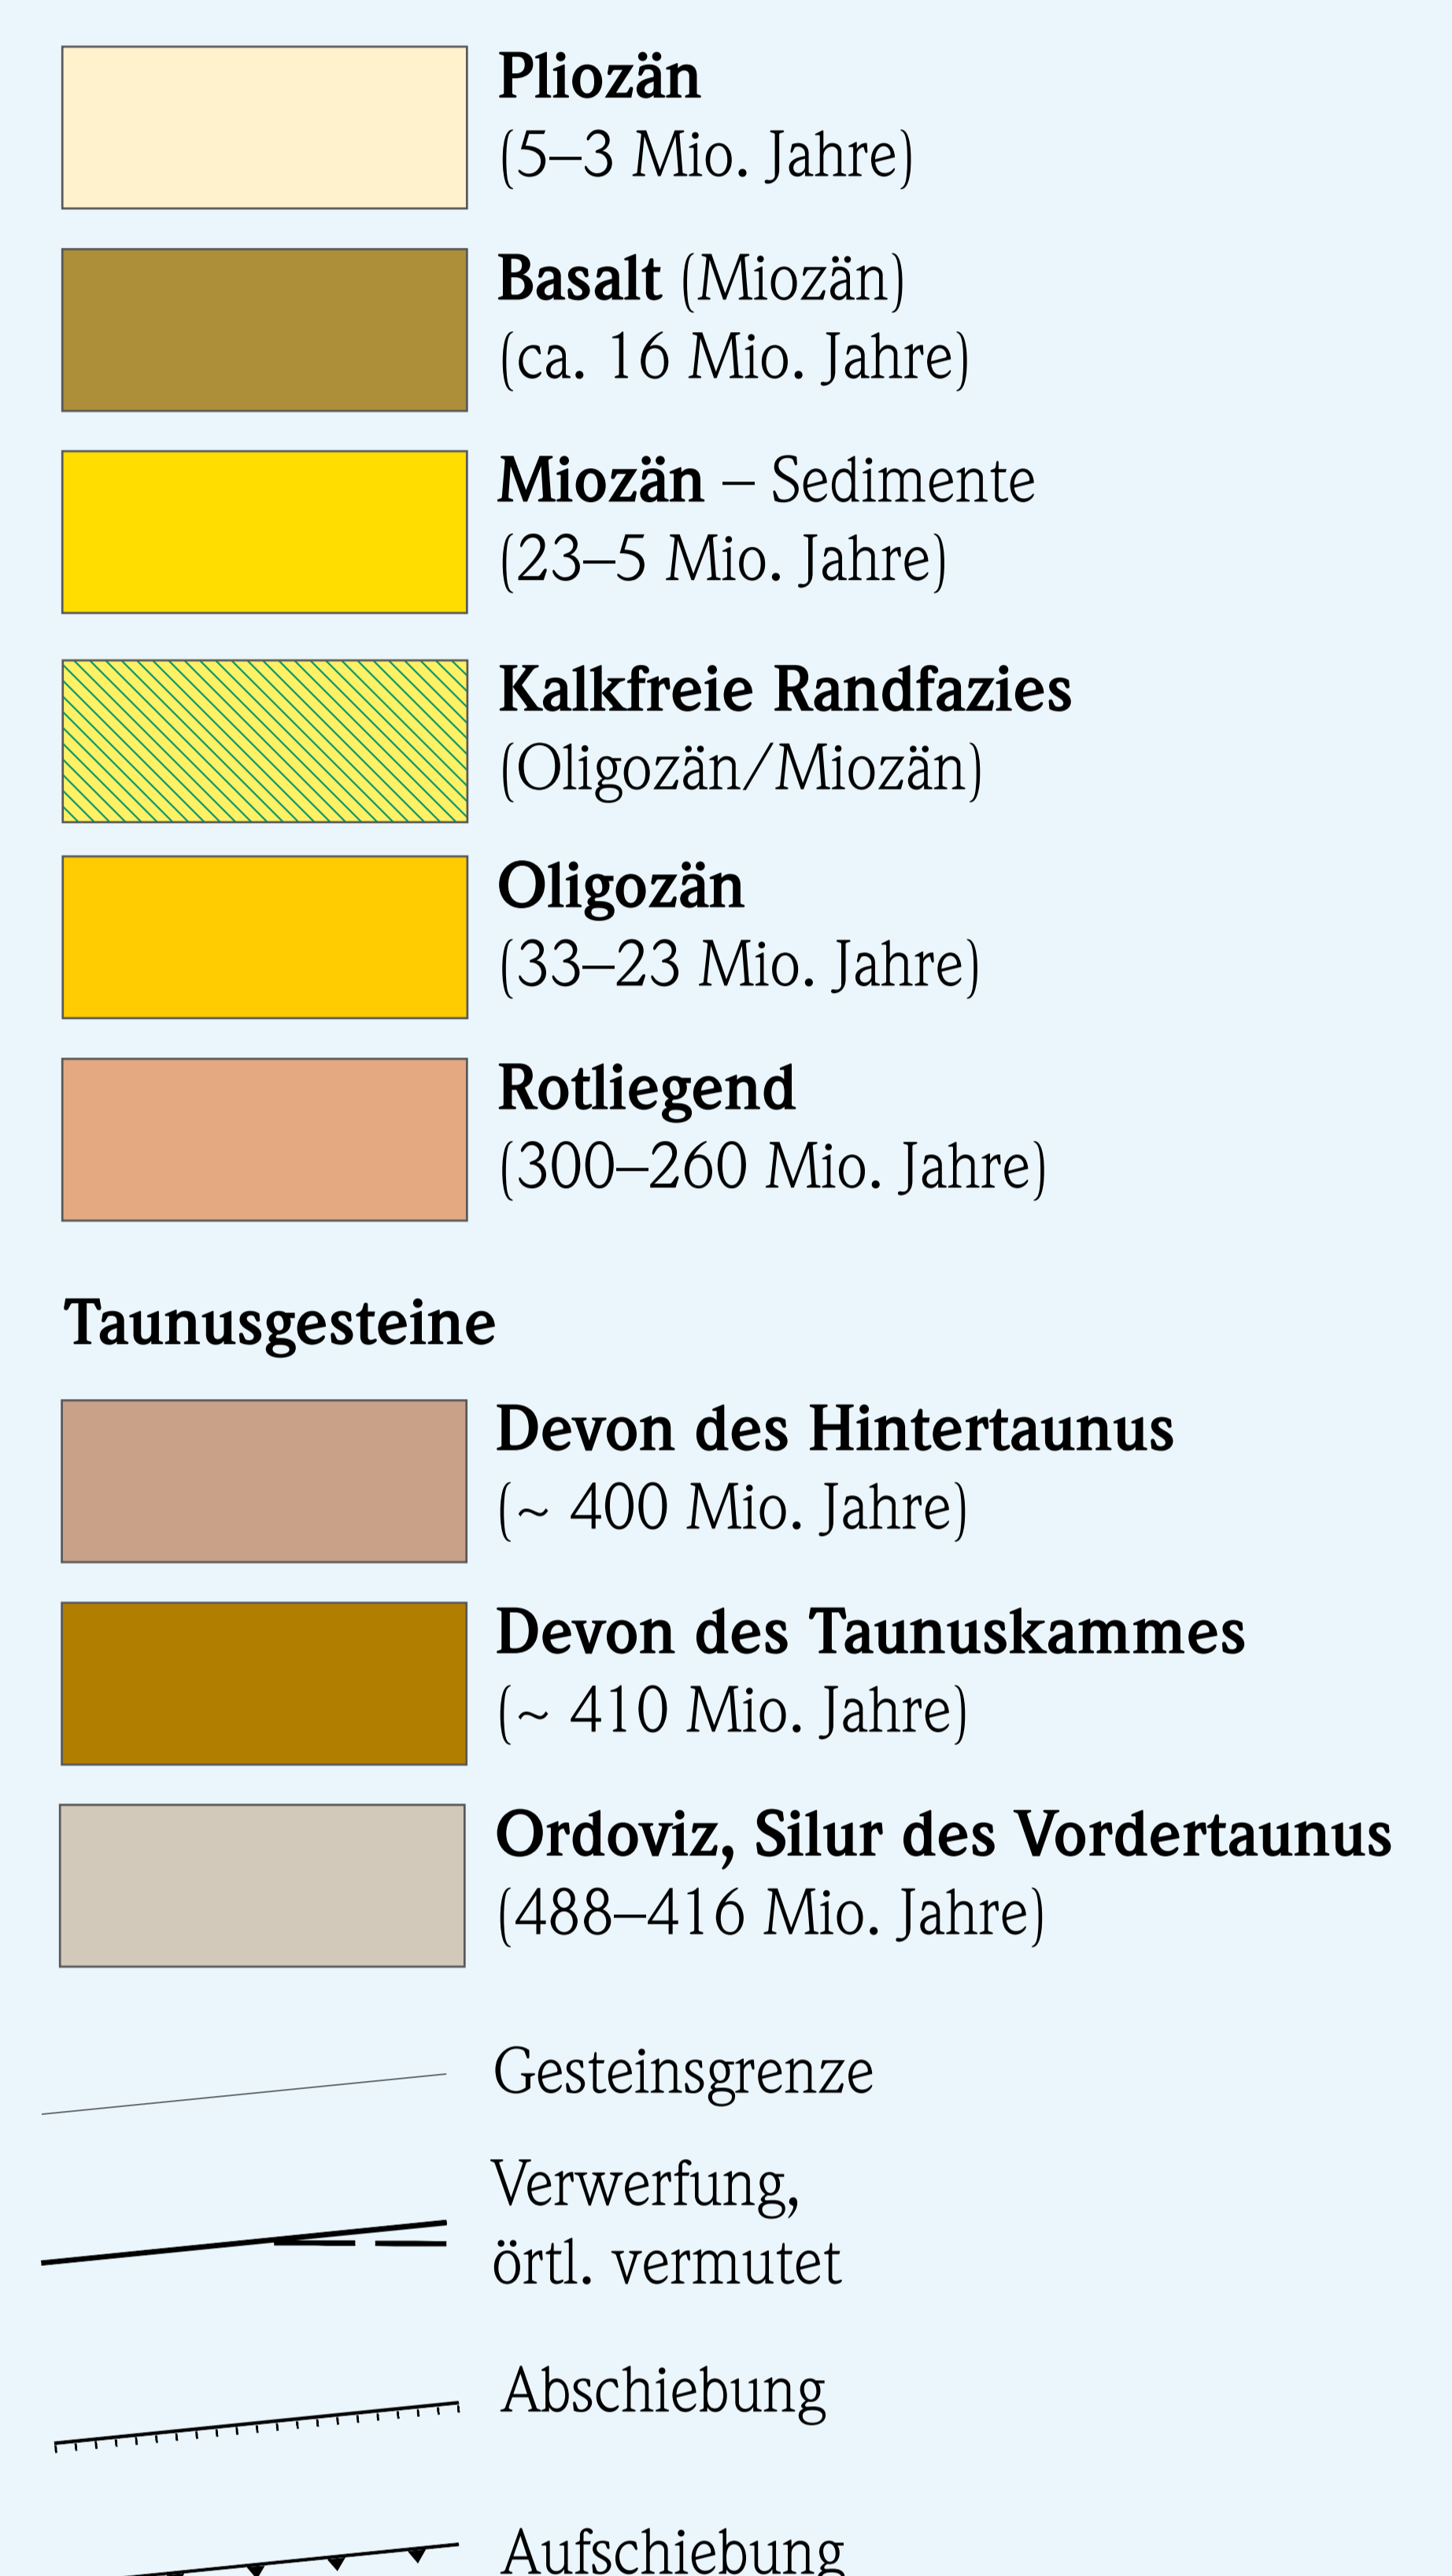 Pliozän
(5–3 Mio. Jahre)
Basalt (Miozän)
(ca. 16 Mio. Jahre)
Miozän – Sedimente
(23–5 Mio. Jahre)
Kalkfreie Randfazies
(Oligozän/Miozän)
Oligozän
(33–23 Mio. Jahre)
Rotliegend
(300–260 Mio. Jahre)
Taunusgesteine
Devon des Hintertaunus
(~ 400 Mio. Jahre)
Devon des Taunuskammes
(~ 410 Mio. Jahre)
Ordoviz, Silur des Vordertaunus
(488–416 Mio. Jahre)
Gesteinsgrenze
Verwerfung,
örtl. vermutet
Abschiebung
Aufschiebung